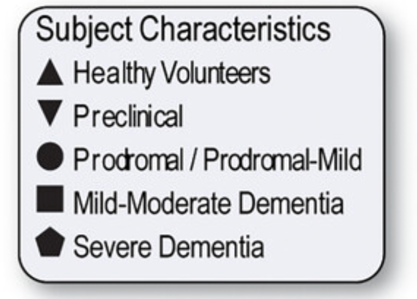 Subject Characteristics
Healthy Volunteers
Preclinical
Prodromal / Prodromal-Mild
Mild-Moderate Dementia
Severe Dementia